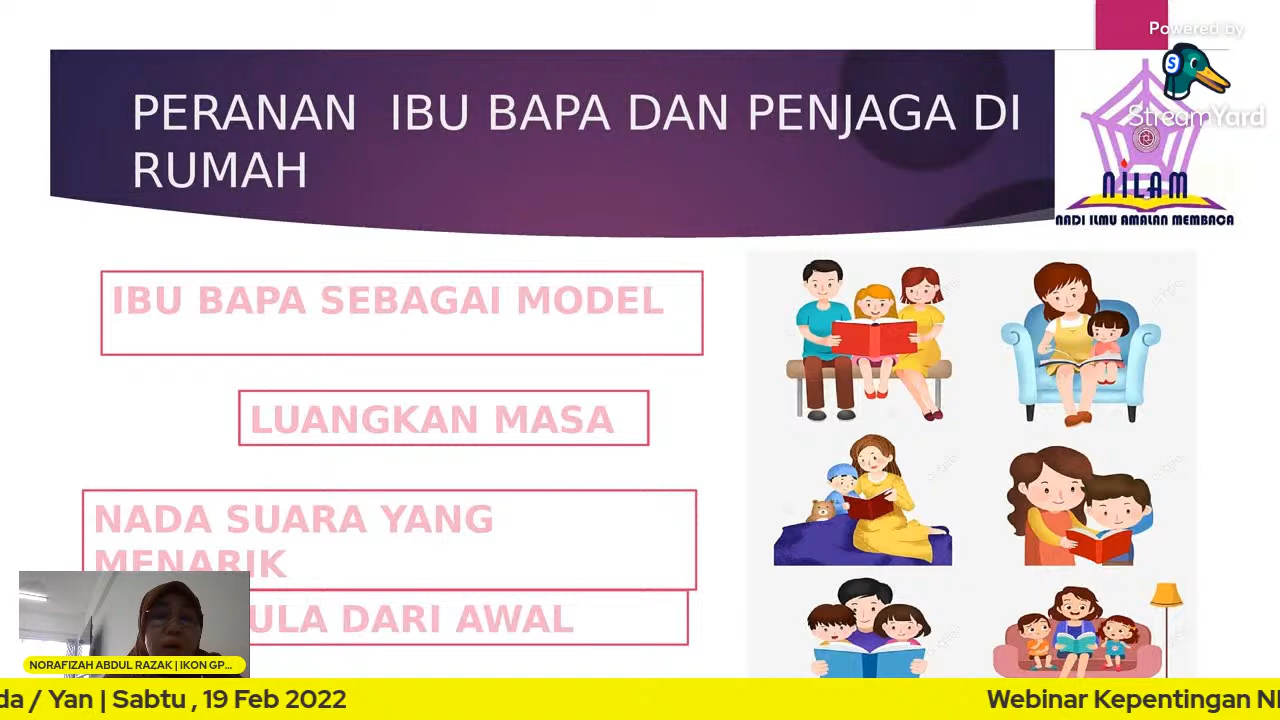 Powered by
StreamYard
PERANAN IBU BAPA DAN PENJAGA DI
RUMAH
NiLAM
NADI ILMU AMALAN MEMBACA
IBU BAPA SEBAGAI MODEL
LUANGKAN MASA
NADA SUARA YANG
MENARIK
ULA DARI AWAL
NORAFIZAH ABDUL RAZAK | IKON GP...
da / Yan | Sabtu , 19 Feb 2022
Webinar Kepentingan NI